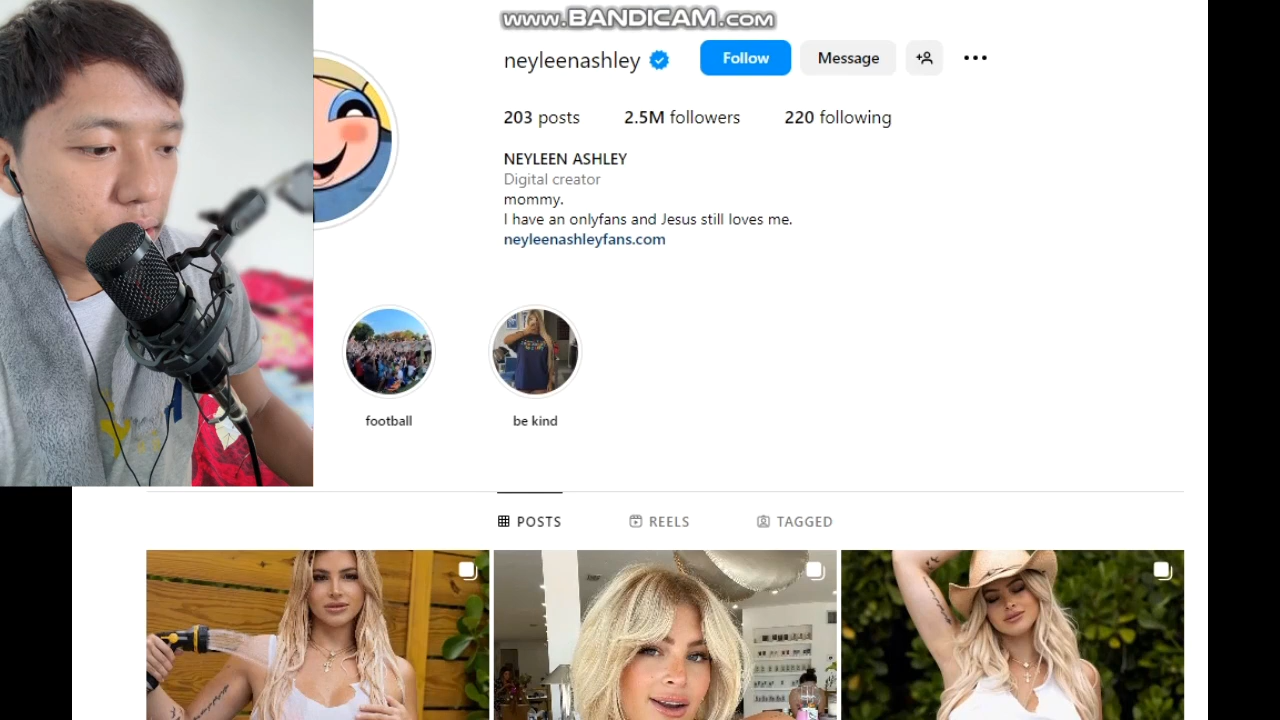 www.BANDICAM.com
neyleenashley
Follow
Message
203 posts
2.5M followers
220 following
NEYLEEN ASHLEY
Digital creator
mommy.
I have an onlyfans and Jesus still loves me.
neyleenashleyfans.com
football
be kind
POSTS
REELS
TAGGED